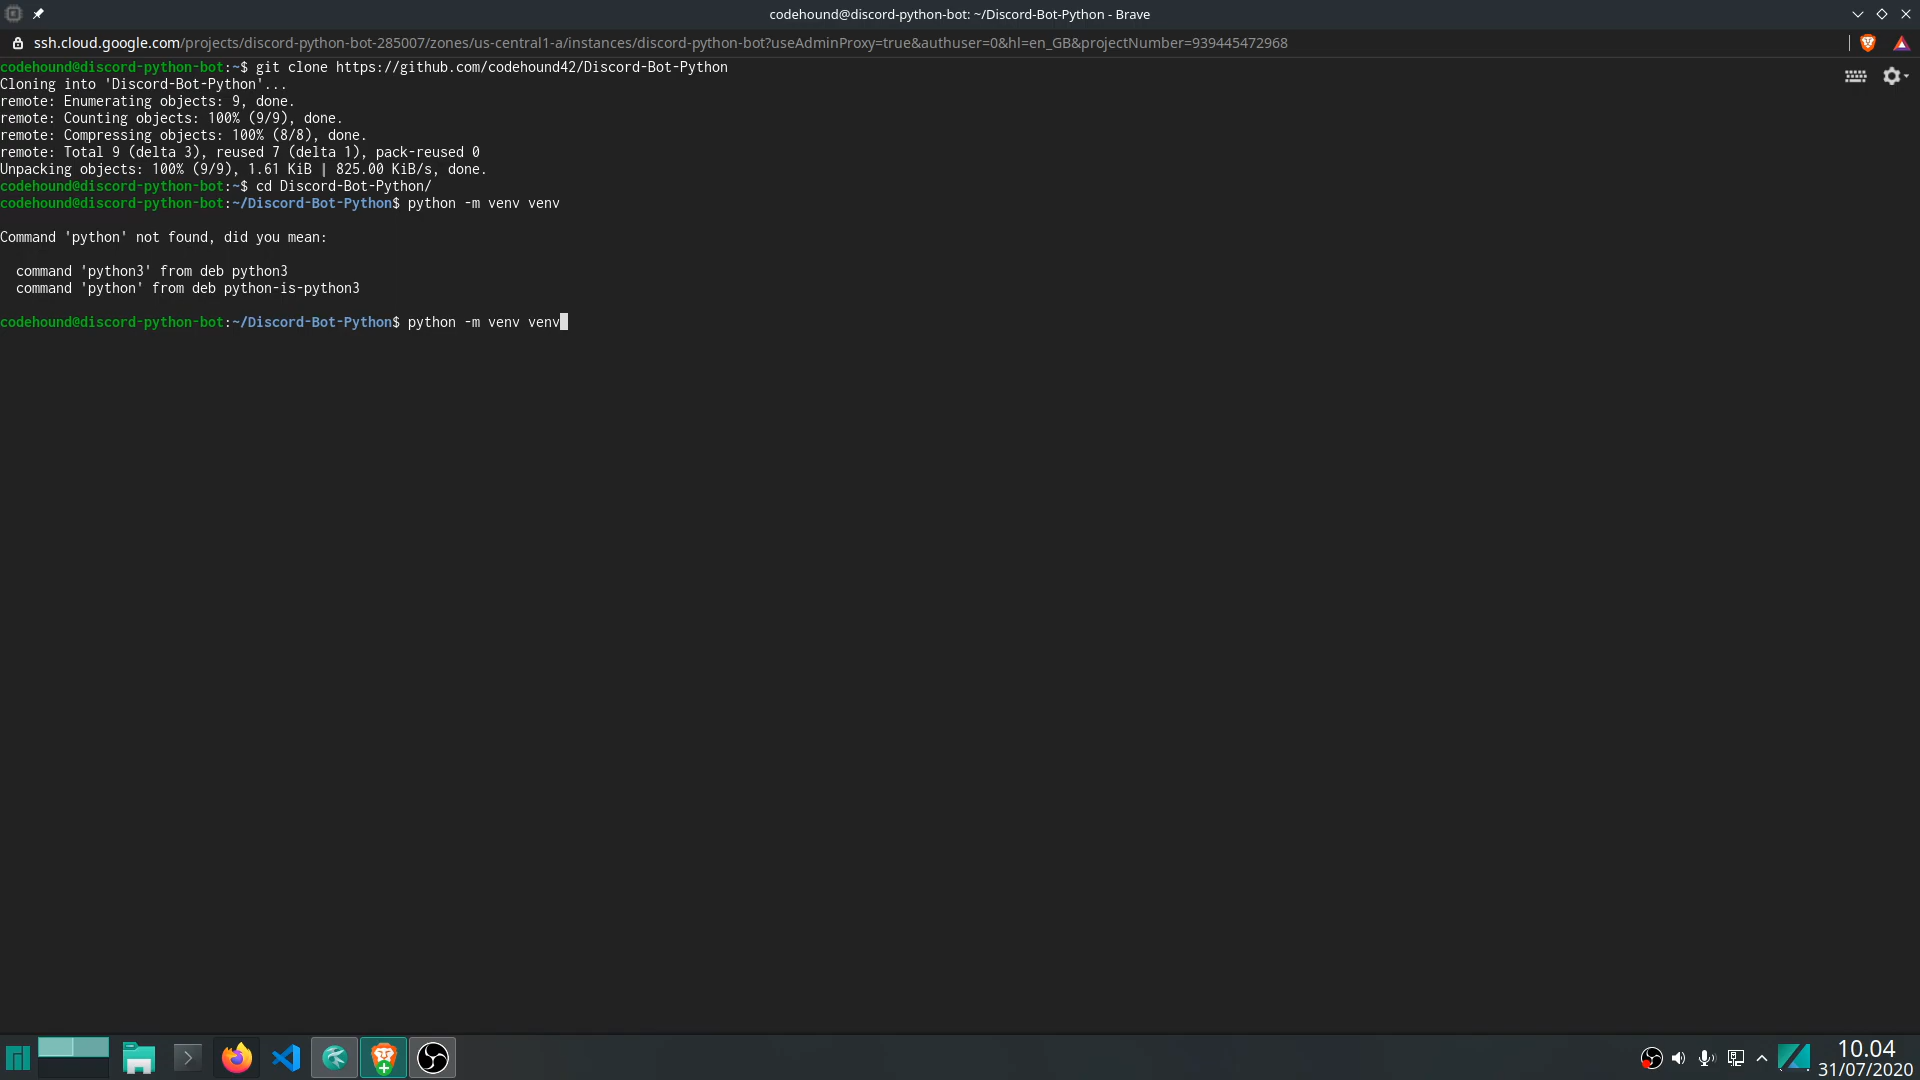 codehound@discord-python-bot: ~/Discord-Bot-Python - Brave
ssh.cloud.google.com/projects/discord-python-bot-285007/zones/us-central1-a/instances/discord-python-bot?useAdminProxy=true&authuser=0&hl=en_GB&projectNumber=939445472968
codehound@discord-python-bot:~$ git clone https://github.com/codehound42/Discord-Bot-Python
Cloning into 'Discord-Bot-Python'...
remote: Enumerating objects: 9, done.
remote: Counting objects: 100% (9/9), done.
remote: Compressing objects: 100% (8/8), done.
remote: Total 9 (delta 3), reused 7 (delta 1), pack-reused 0
Unpacking objects: 100% (9/9), 1.61 KiB | 825.00 KiB/s, done.
codehound@discord-python-bot:~$ cd Discord-Bot-Python/
codehound@discord-python-bot:~/Discord-Bot-Python$ python -m venv venv
Command 'python' not found, did you mean:
command 'python3' from deb python3
command 'python' from deb python-is-python3
codehound@discord-python-bot:~/Discord-Bot-Python$ python -m venv venv
10.04
31/07/2020